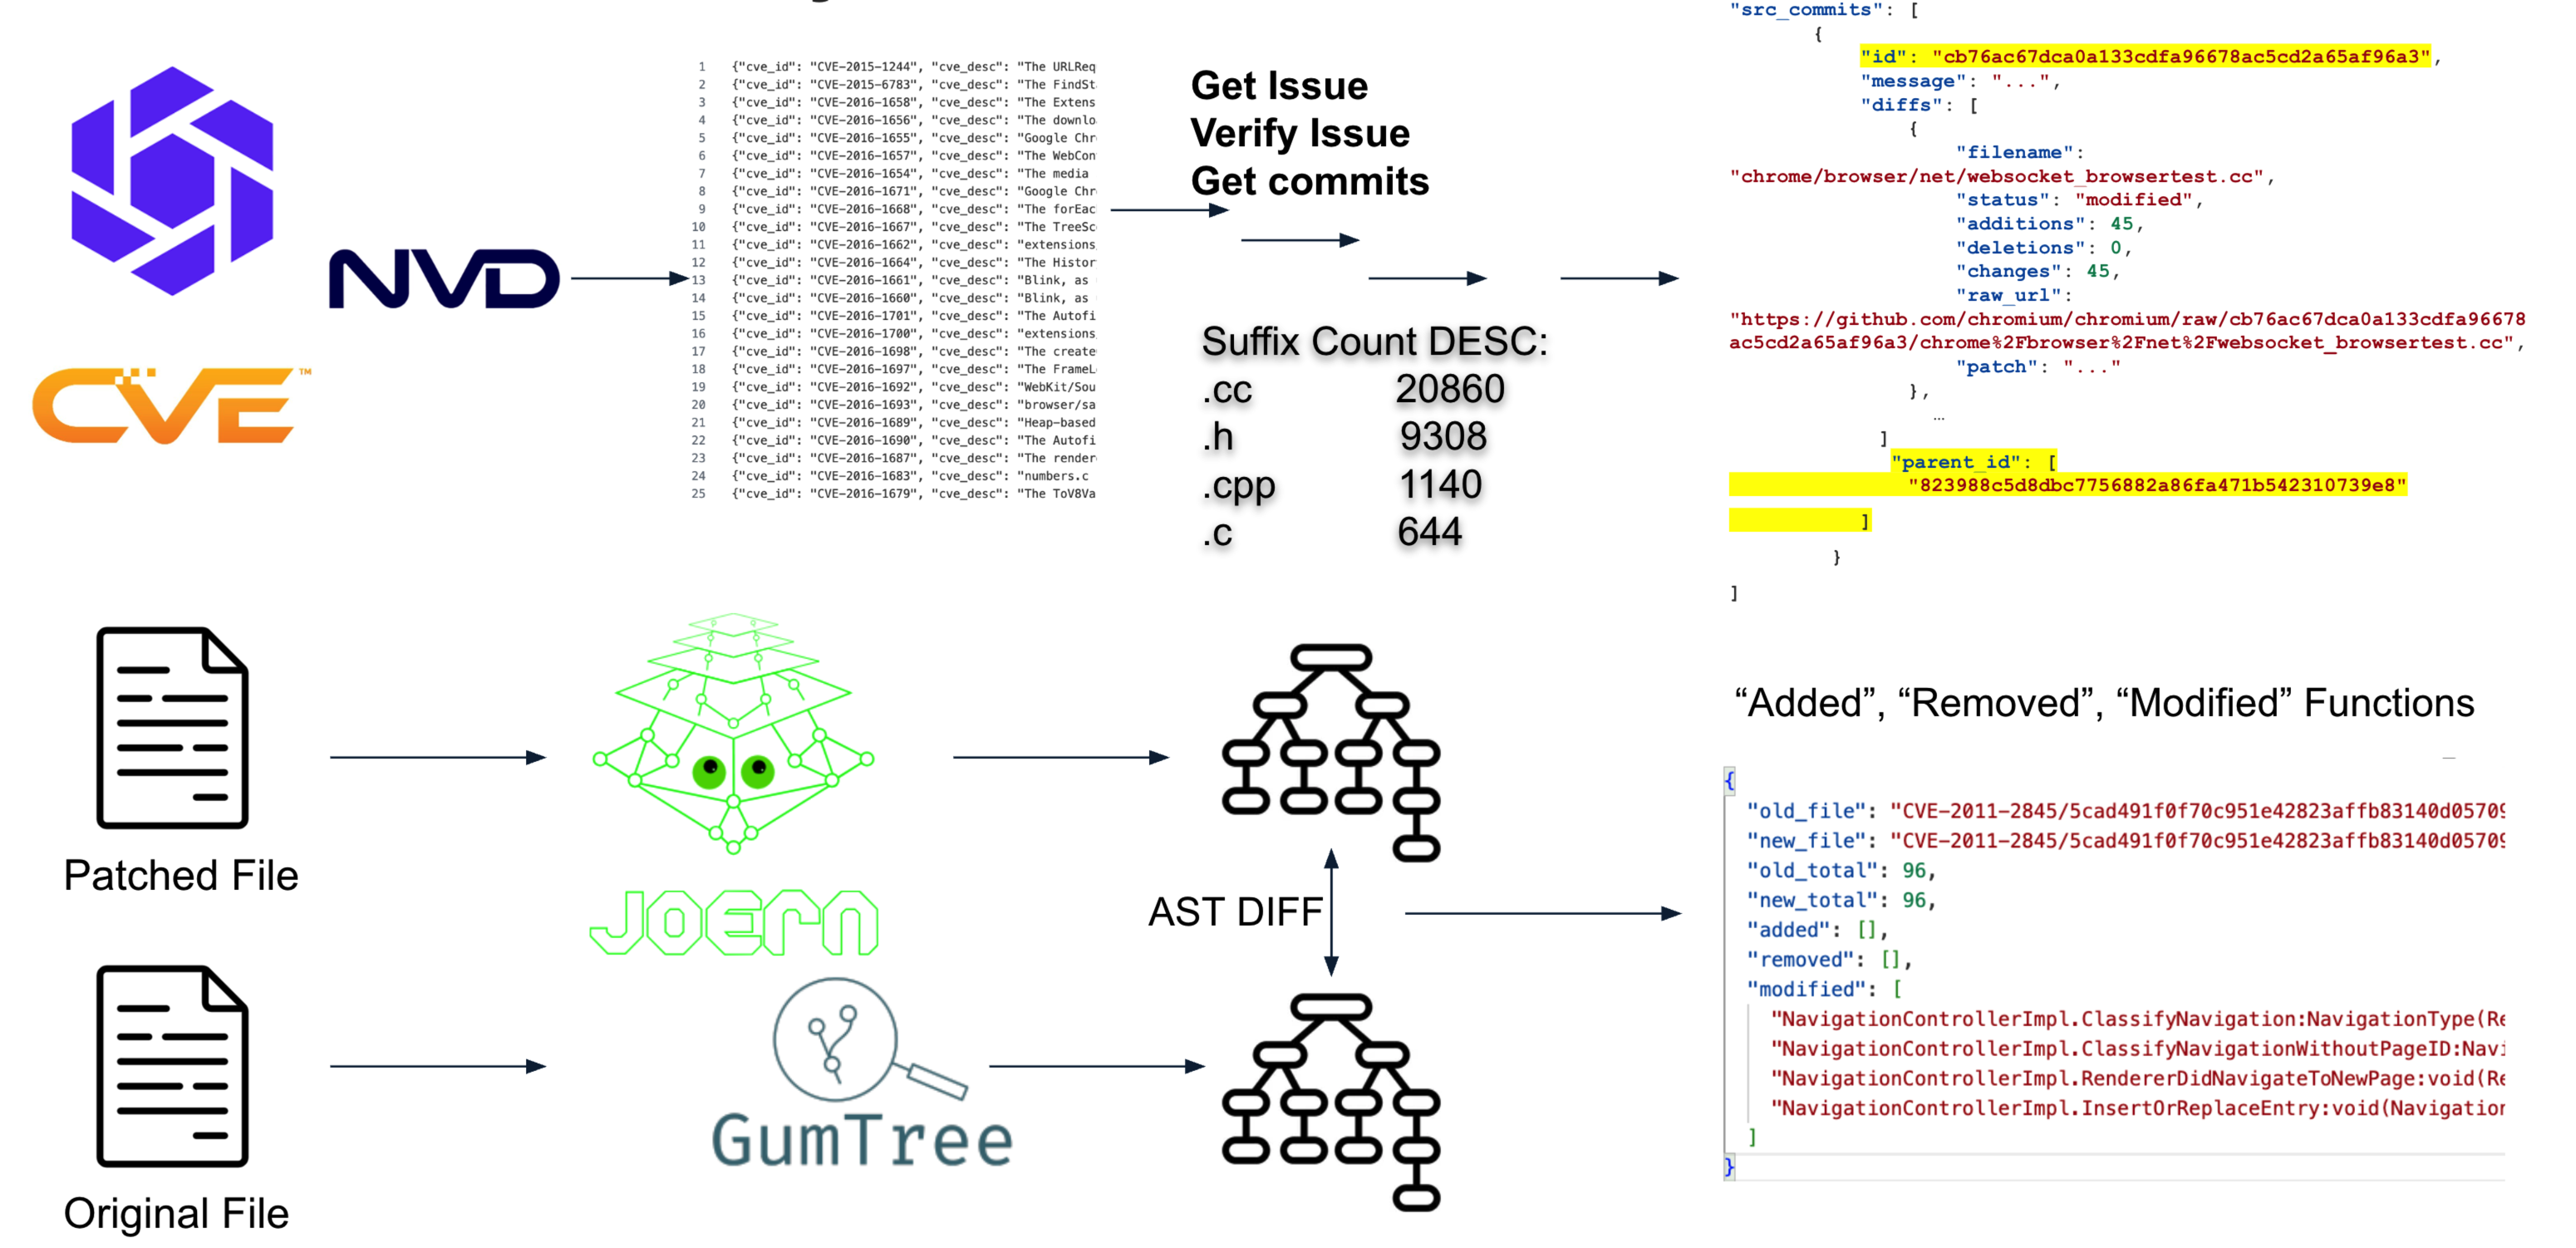 NVD
CVE™
1 {"cve_id": "CVE-2015-1244", "cve_desc": "The URLReq
2 {"cve_id": "CVE-2015-6783", "cve_desc": "The FindSt
3 {"cve_id": "CVE-2016-1658", "cve_desc": "The Extens
4 {"cve_id": "CVE-2016-1656", "cve_desc": "The downlo
5 {"cve_id": "CVE-2016-1655", "cve_desc": "Google Chr
6 {"cve_id": "CVE-2016-1657", "cve_desc": "The WebCon
7 {"cve_id": "CVE-2016-1654", "cve_desc": "The media
8 {"cve_id": "CVE-2016-1671", "cve_desc": "Google Chr
9 {"cve_id": "CVE-2016-1668", "cve_desc": "The forEac
10 {"cve_id": "CVE-2016-1667", "cve_desc": "The TreeSc
11 {"cve_id": "CVE-2016-1662", "cve_desc": "extensions
12 {"cve_id": "CVE-2016-1664", "cve_desc": "The Histor
13 {"cve_id": "CVE-2016-1661", "cve_desc": "Blink, as
14 {"cve_id": "CVE-2016-1660", "cve_desc": "Blink, as
15 {"cve_id": "CVE-2016-1701", "cve_desc": "The Autofi
16 {"cve_id": "CVE-2016-1700", "cve_desc": "extensions
17 {"cve_id": "CVE-2016-1698", "cve_desc": "The create
18 {"cve_id": "CVE-2016-1697", "cve_desc": "The FrameL
19 {"cve_id": "CVE-2016-1692", "cve_desc": "WebKit/Sou
20 {"cve_id": "CVE-2016-1693", "cve_desc": "browser/sa
21 {"cve_id": "CVE-2016-1689", "cve_desc": "Heap-based
22 {"cve_id": "CVE-2016-1690", "cve_desc": "The Autofi
23 {"cve_id": "CVE-2016-1687", "cve_desc": "The render
24 {"cve_id": "CVE-2016-1683", "cve_desc": "numbers.c
25 {"cve_id": "CVE-2016-1679", "cve_desc": "The ToV8Va
Get Issue
Verify Issue
Get commits
Suffix Count DESC:
.cc 20860
.h 9308
.cpp 1140
.c 644
"src_commits": [
{
"id": "cb76ac67dca0a133cdfa96678ac5cd2a65af96a3",
"message": "...",
"diffs": [
{
"filename":
"chrome/browser/net/websocket_browsertest.cc",
"status": "modified",
"additions": 45,
"deletions": 0,
"changes": 45,
"raw_url":
"https://github.com/chromium/chromium/raw/cb76ac67dca0a133cdfa96678
ac5cd2a65af96a3/chrome%2Fbrowser%2Fnet%2Fwebsocket_browsertest.cc",
"patch": "..."
},
…
]
"parent_id": [
"823988c5d8dbc7756882a86fa471b542310739e8"
]
}
]
Patched File
JOERN
AST DIFF
GumTree
Original File
“Added”, “Removed”, “Modified” Functions
{
"old_file": "CVE-2011-2845/5cad491f0f70c951e42823affb83140d05709
"new_file": "CVE-2011-2845/5cad491f0f70c951e42823affb83140d05709
"old_total": 96,
"new_total": 96,
"added": [],
"removed": [],
"modified": [
"NavigationControllerImpl.ClassifyNavigation:NavigationType(Re
"NavigationControllerImpl.ClassifyNavigationWithoutPageID:Navi
"NavigationControllerImpl.RendererDidNavigateToNewPage:void(Re
"NavigationControllerImpl.InsertOrReplaceEntry:void(Navigation
]
}